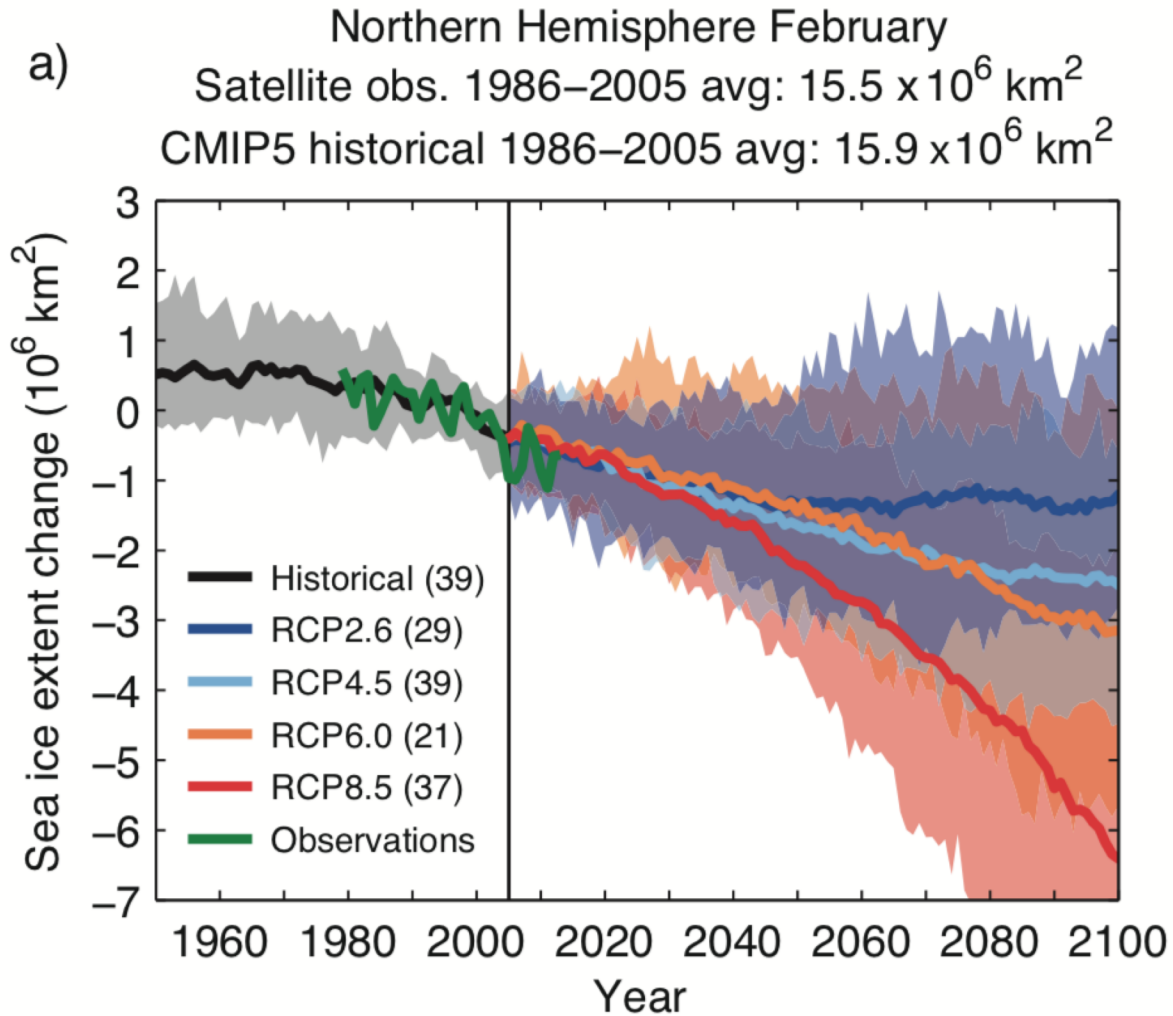 a)
Northern Hemisphere February
Satellite obs. 1986–2005 avg: 15.5 x10⁶ km²
CMIP5 historical 1986–2005 avg: 15.9 x10⁶ km²
Sea ice extent change (10⁶ km²)
3
2
1
0
−1
−2
−3
−4
−5
−6
−7
Historical (39)
RCP2.6 (29)
RCP4.5 (39)
RCP6.0 (21)
RCP8.5 (37)
Observations
1960 1980 2000 2020 2040 2060 2080 2100
Year